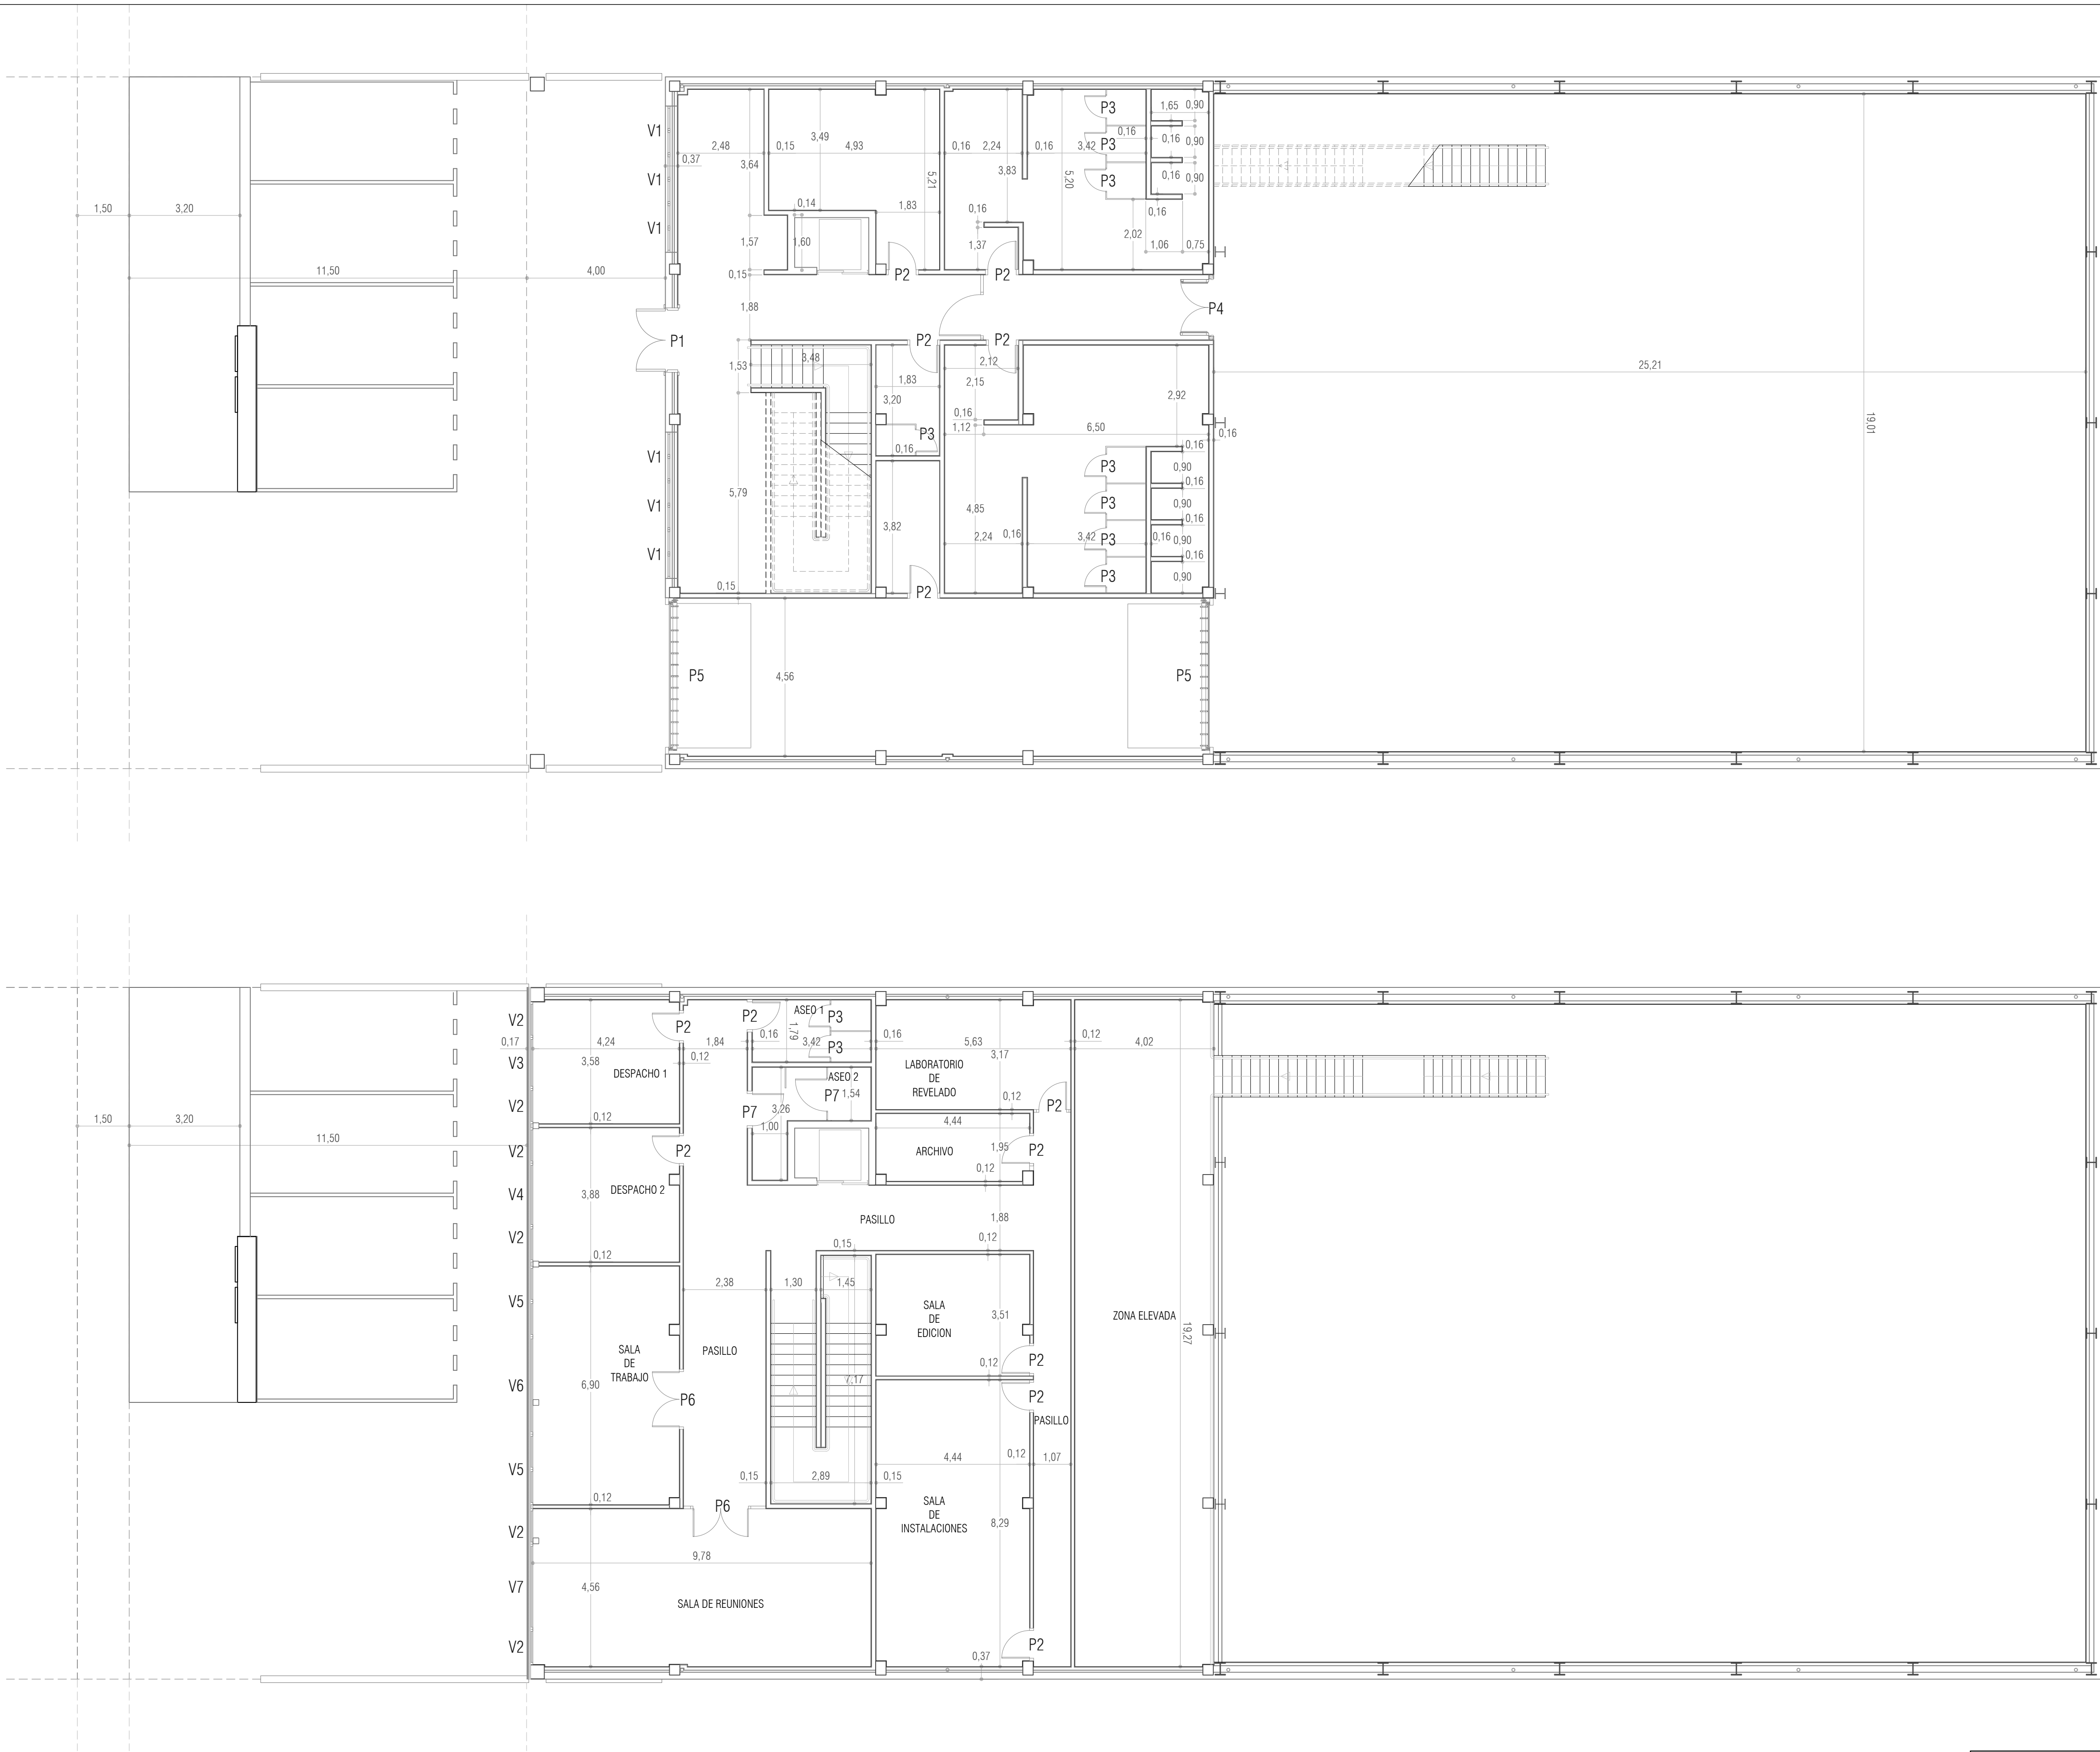 V1
P3
1,65
0,90
0,16
3,49
2,48
0,15
4,93
0,16
2,24
0,16
3,42
P3
0,16
0,90
0,37
3,64
3,83
5,21
5,20
V1
P3
0,16
0,90
1,50
3,20
0,14
1,83
0,16
0,16
V1
1,57
1,60
1,37
2,02
1,06
0,75
11,50
4,00
0,15
P2
P2
1,88
P4
P1
P2
P2
3,48
2,12
1,53
1,83
2,15
25,21
2,92
3,20
0,16
1,12
6,50
0,16
19,01
P3
0,16
0,16
V1
P3
0,90
0,16
5,79
V1
P3
0,90
3,82
4,85
0,16
2,24
0,16
3,42
P3
0,16
0,90
V1
0,16
0,15
P3
0,90
P2
P5
4,56
P5
V2
P2
P2
ASEO 1
P3
0,17
4,24
1,84
0,16
1,79
3,42
0,16
5,63
0,12
4,02
P3
V3
3,58
0,12
3,17
DESPACHO 1
LABORATORIO
DE
REVELADO
ASEO 2
V2
P7
3,26
P7
1,54
0,12
P2
1,50
3,20
0,12
1,00
4,44
11,50
V2
P2
ARCHIVO
1,95
P2
0,12
V4
3,88
DESPACHO 2
PASILLO
1,88
V2
0,15
0,12
0,12
2,38
1,30
1,45
V5
SALA
DE
EDICION
3,51
ZONA ELEVADA
19,27
SALA
DE
TRABAJO
PASILLO
0,12
P2
V6
6,90
7,17
P6
P2
PASILLO
4,44
0,12
1,07
V5
0,15
2,89
0,15
0,12
P6
SALA
DE
INSTALACIONES
8,29
V2
9,78
V7
4,56
SALA DE REUNIONES
V2
P2
0,37